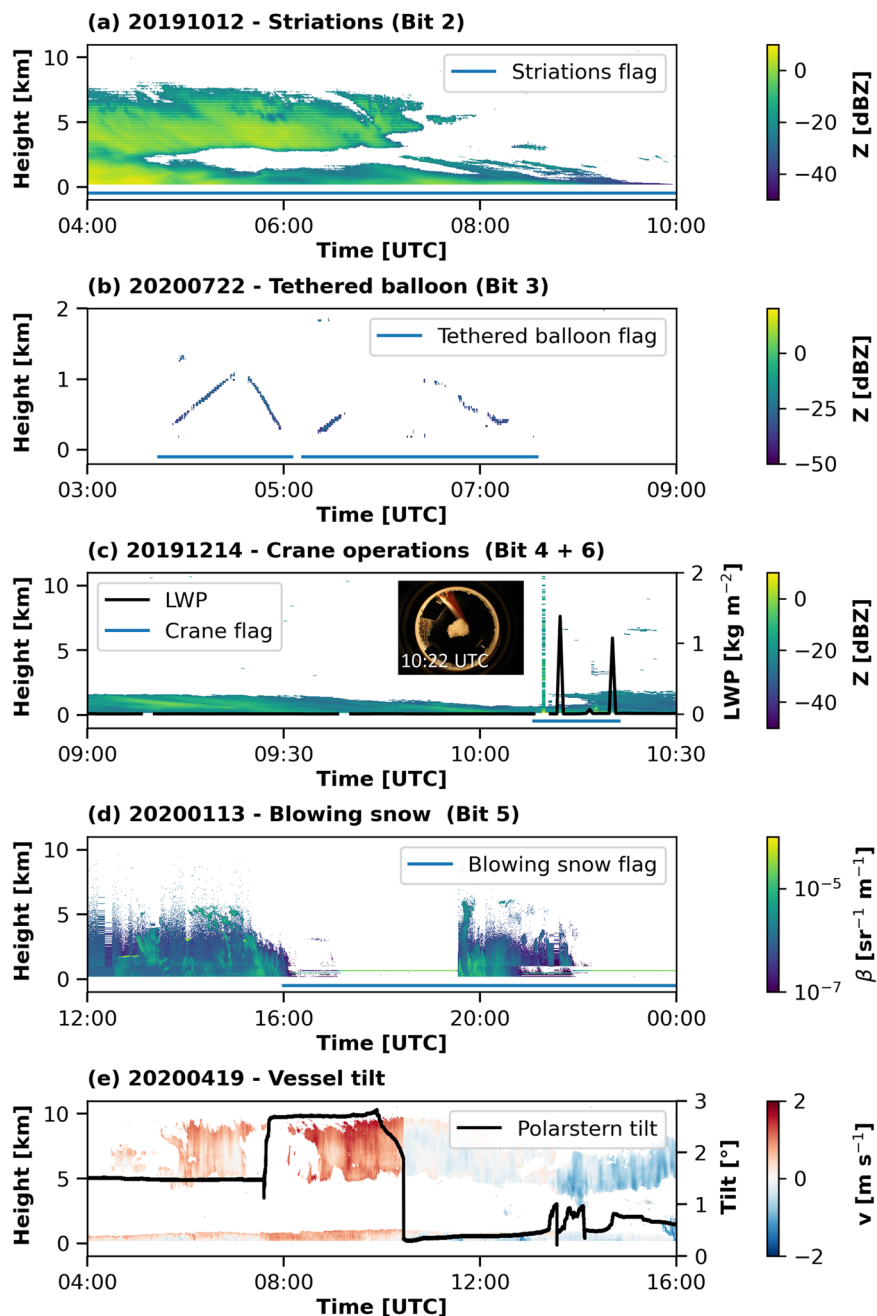 (a) 20191012 - Striations (Bit 2)
Height [km]
10
5
0
Striations flag
04:00 06:00 08:00 10:00
Time [UTC]
0
−20
−40
Z [dBZ]
(b) 20200722 - Tethered balloon (Bit 3)
Height [km]
2
1
0
Tethered balloon flag
03:00 05:00 07:00 09:00
Time [UTC]
0
−25
−50
Z [dBZ]
(c) 20191214 - Crane operations (Bit 4 + 6)
Height [km]
10
5
0
LWP
Crane flag
10:22 UTC
2
1
0
LWP [kg m−2]
09:00 09:30 10:00 10:30
Time [UTC]
0
−20
−40
Z [dBZ]
(d) 20200113 - Blowing snow (Bit 5)
Height [km]
10
5
0
Blowing snow flag
12:00 16:00 20:00 00:00
Time [UTC]
10−5
10−7
β [sr−1 m−1]
(e) 20200419 - Vessel tilt
Height [km]
10
5
0
Polarstern tilt
3
2
1
0
Tilt [°]
04:00 08:00 12:00 16:00
Time [UTC]
2
0
−2
v [m s−1]